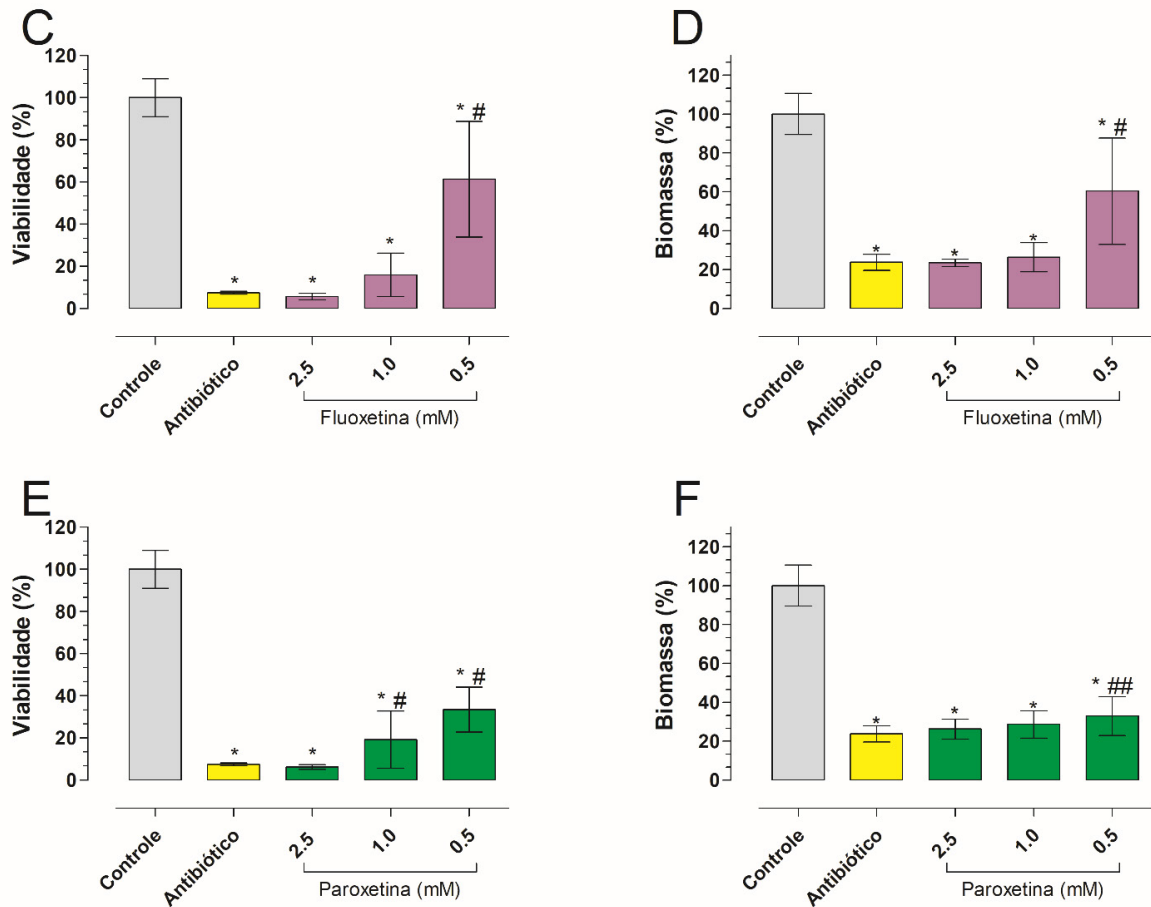 C
Viabilidade (%)
120
100
80
60
40
20
0
*
*
*
* #
Controle
Antibiótico
2.5
1.0
0.5
Fluoxetina (mM)
D
Biomassa (%)
120
100
80
60
40
20
0
*
*
*
* #
Controle
Antibiótico
2.5
1.0
0.5
Fluoxetina (mM)
E
Viabilidade (%)
120
100
80
60
40
20
0
*
*
* #
* #
Controle
Antibiótico
2.5
1.0
0.5
Paroxetina (mM)
F
Biomassa (%)
120
100
80
60
40
20
0
*
*
*
* ##
Controle
Antibiótico
2.5
1.0
0.5
Paroxetina (mM)